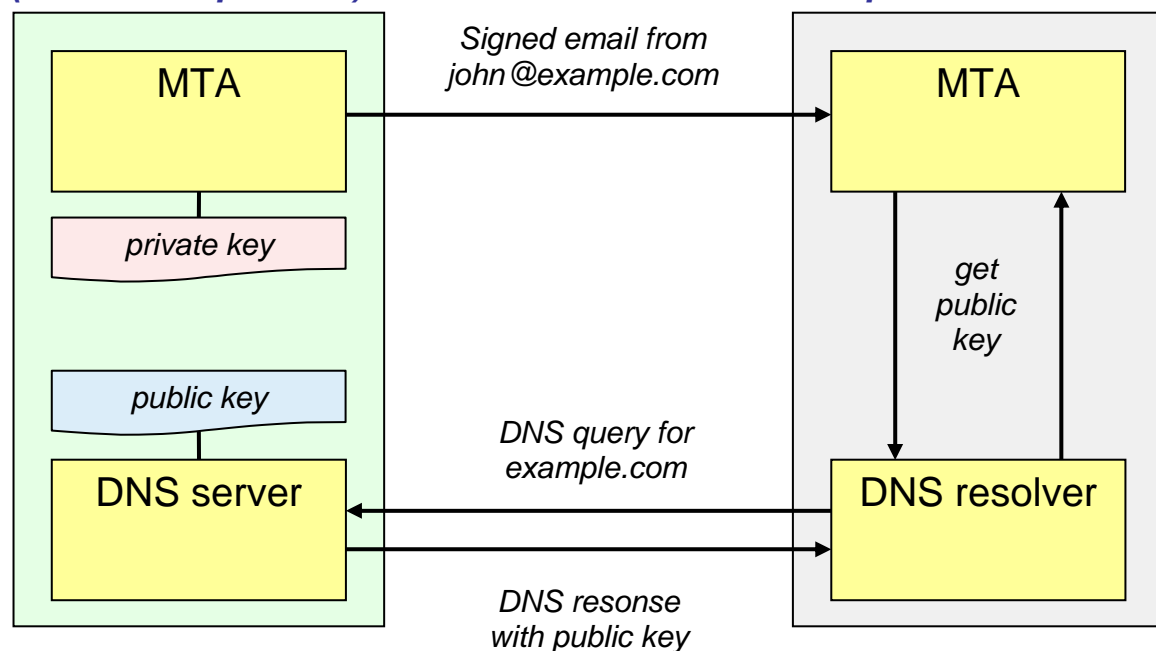 Signed email from
john@example.com
MTA
MTA
private key
get
public
key
public key
DNS query for
example.com
DNS server
DNS resolver
DNS resonse
with public key